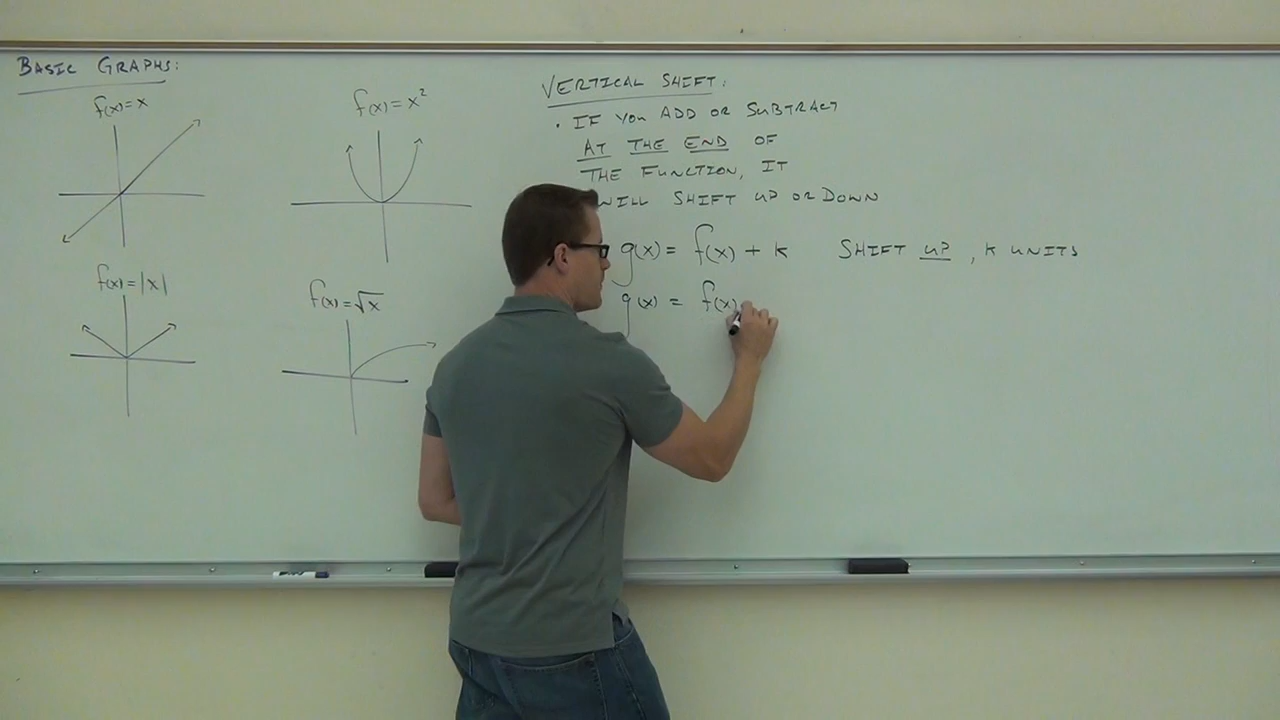 BASIC GRAPHS:
f(x)=x
f(x)=x²
f(x)=|x|
f(x)=√x
VERTICAL SHIFT:
• IF YOU ADD OR SUBTRACT
AT THE END OF
THE FUNCTION, IT
WILL SHIFT UP OR DOWN
g(x) = f(x) + k SHIFT UP, K UNITS
g(x) = f(x)